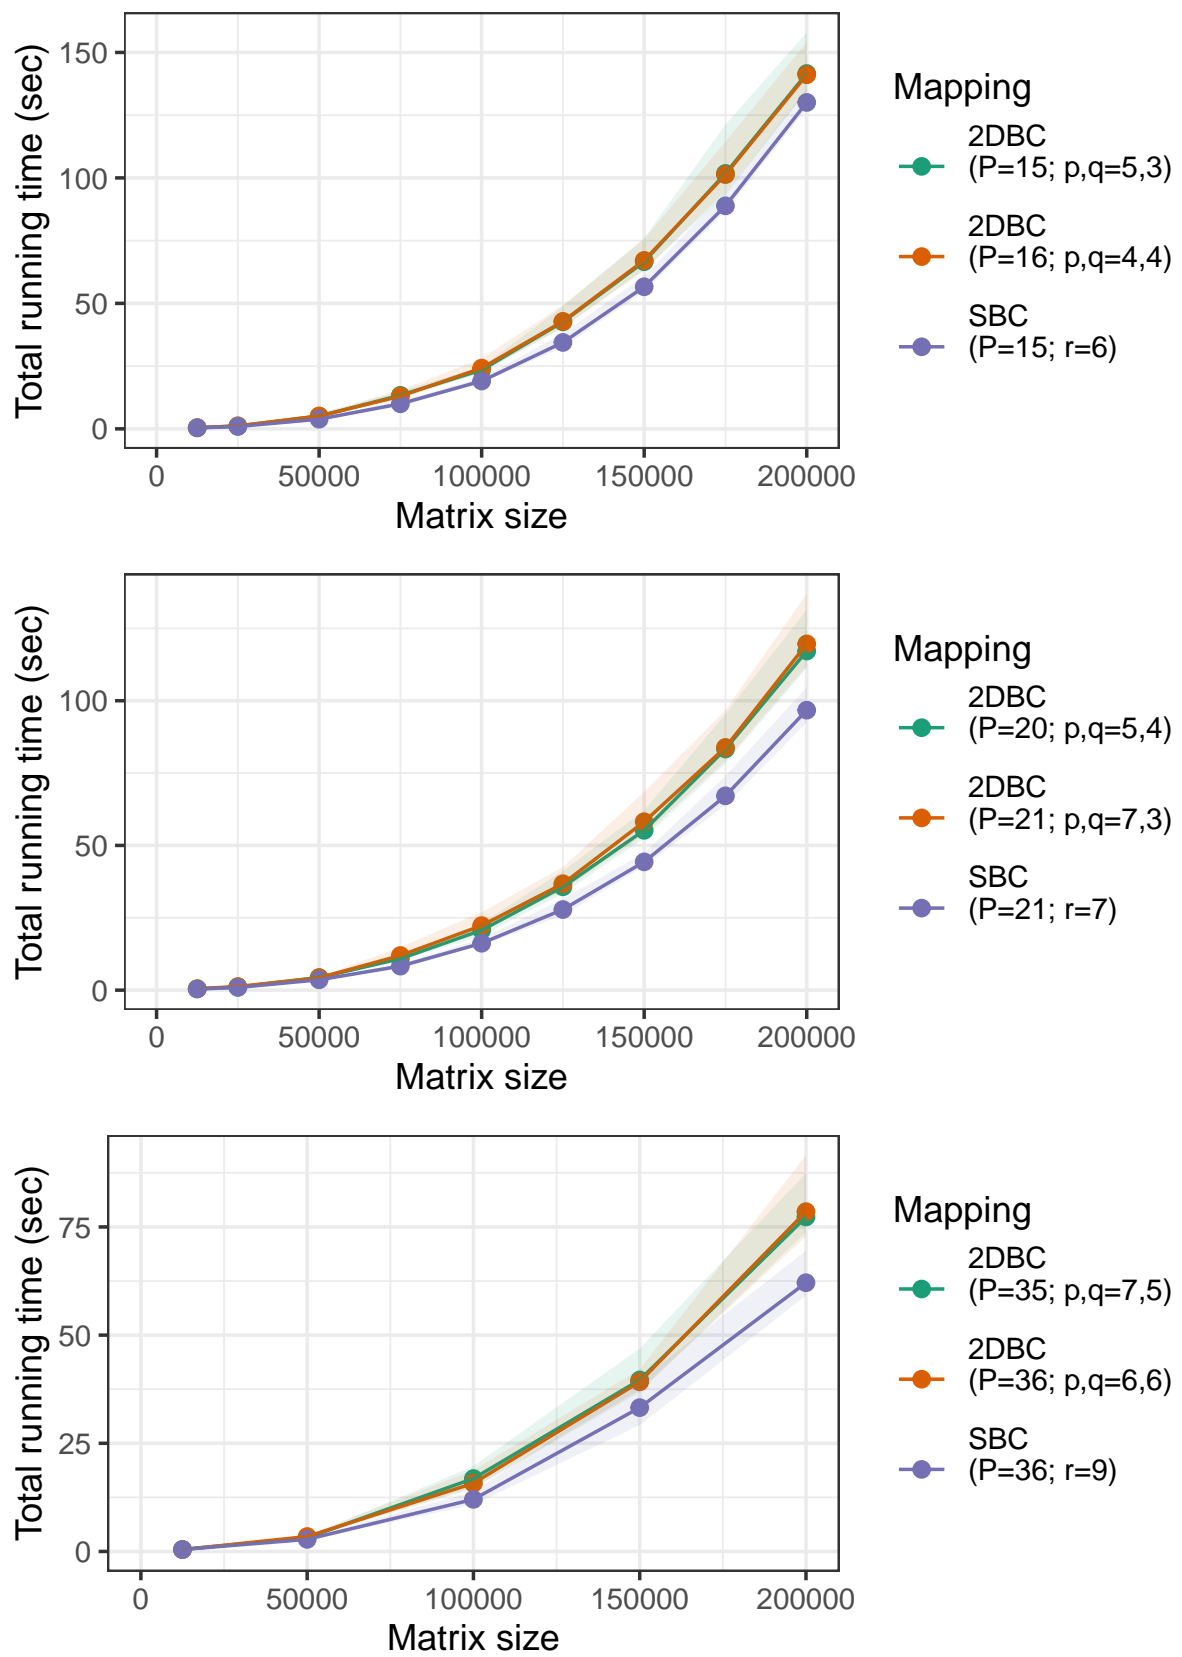 Total running time (sec)
150
100
50
0
0 50000 100000 150000 200000
Matrix size
Mapping
2DBC
(P=15; p,q=5,3)
2DBC
(P=16; p,q=4,4)
SBC
(P=15; r=6)
Total running time (sec)
100
50
0
0 50000 100000 150000 200000
Matrix size
Mapping
2DBC
(P=20; p,q=5,4)
2DBC
(P=21; p,q=7,3)
SBC
(P=21; r=7)
Total running time (sec)
75
50
25
0
0 50000 100000 150000 200000
Matrix size
Mapping
2DBC
(P=35; p,q=7,5)
2DBC
(P=36; p,q=6,6)
SBC
(P=36; r=9)